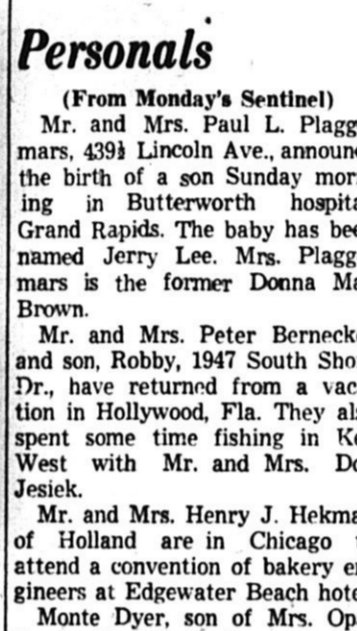 Personals
(From Monday's Sentinel)
Mr. and Mrs. Paul L. Plagg
mars, 439½ Lincoln Ave., announc
the birth of a son Sunday mor
ing in Butterworth hospita
Grand Rapids. The baby has bee
named Jerry Lee. Mrs. Plagg
mars is the former Donna Ma
Brown.
Mr. and Mrs. Peter Berneck
and son, Robby, 1947 South Sho
Dr., have returned from a vac
tion in Hollywood, Fla. They als
spent some time fishing in Ke
West with Mr. and Mrs. Do
Jesiek.
Mr. and Mrs. Henry J. Hekma
of Holland are in Chicago
attend a convention of bakery en
gineers at Edgewater Beach hote
Monte Dyer, son of Mrs. Op